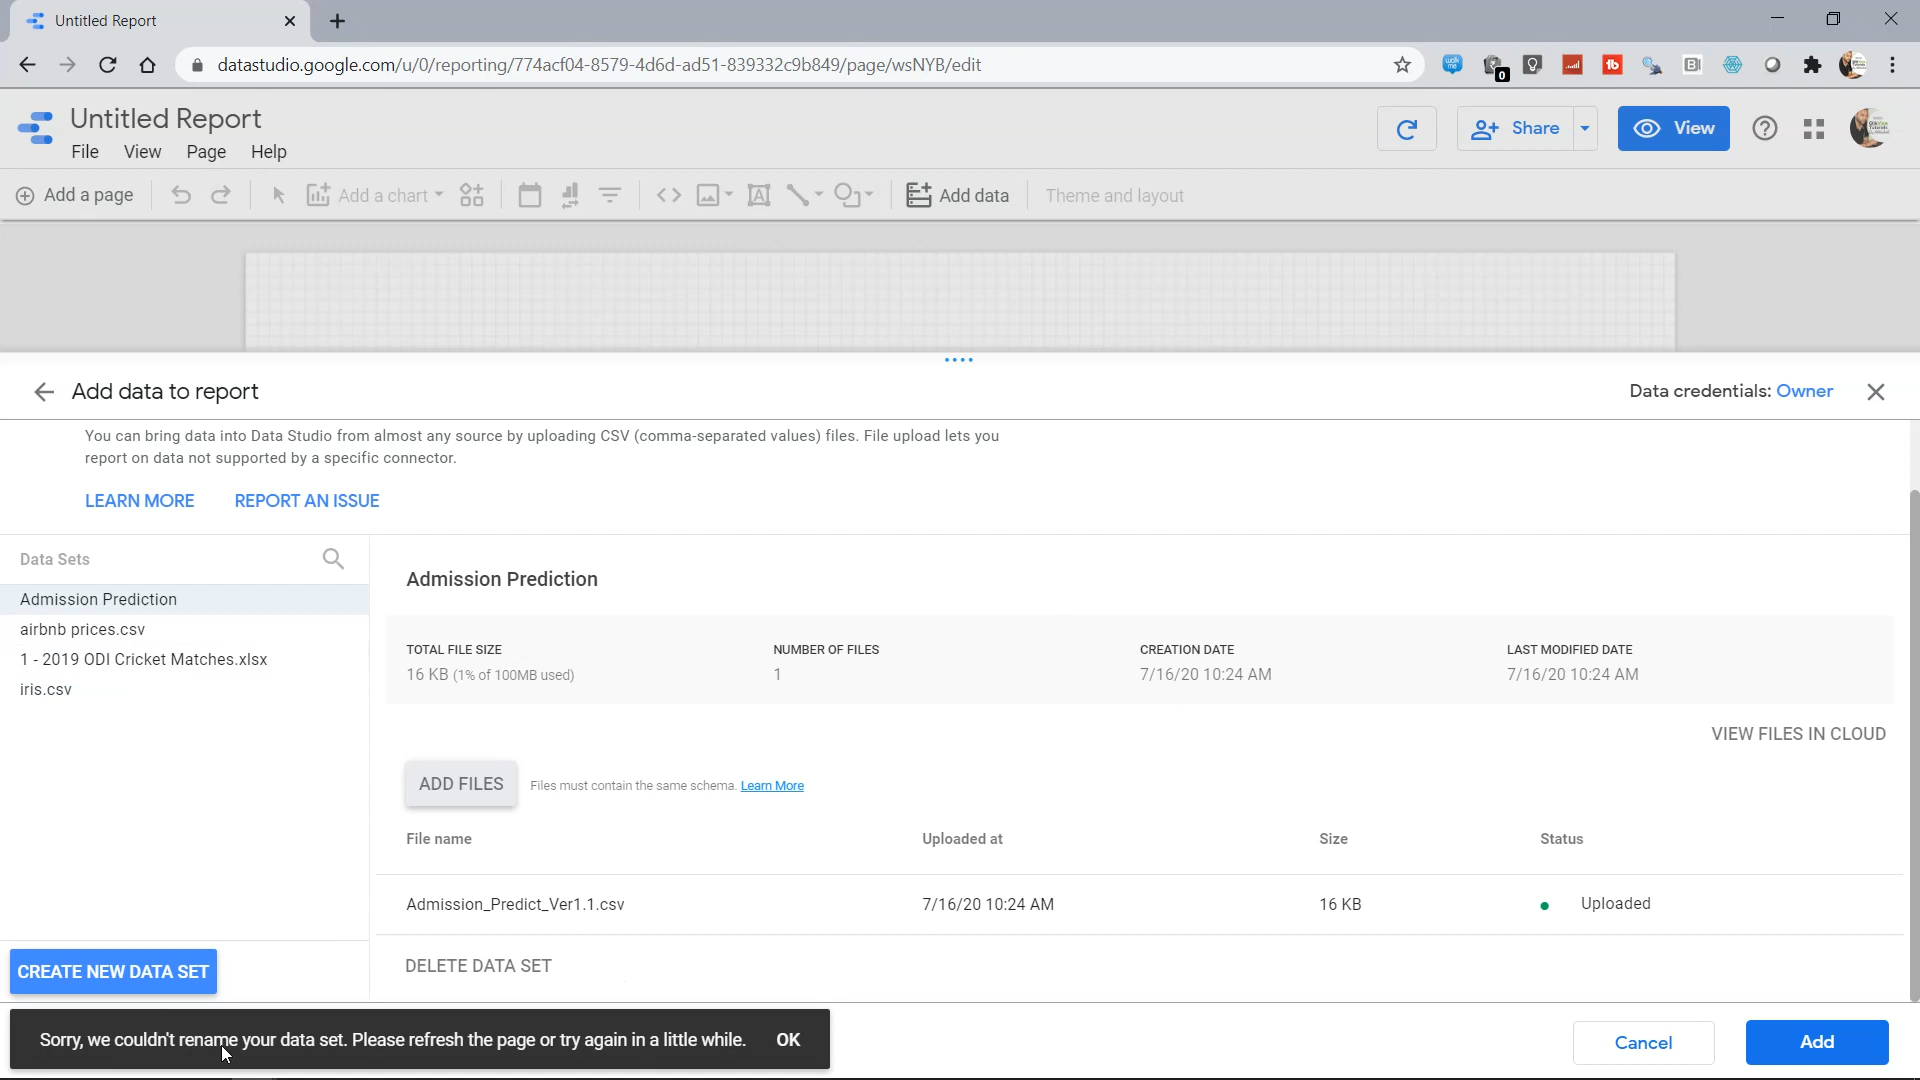 Untitled Report
datastudio.google.com/u/0/reporting/774acf04-8579-4d6d-ad51-839332c9b849/page/wsNYB/edit
0
Untitled Report
File View Page Help
Share View
Add a page Add a chart Add data Theme and layout
Add data to report
Data credentials: Owner
You can bring data into Data Studio from almost any source by uploading CSV (comma-separated values) files. File upload lets you
report on data not supported by a specific connector.
LEARN MORE REPORT AN ISSUE
Data Sets
Admission Prediction
airbnb prices.csv
1 - 2019 ODI Cricket Matches.xlsx
iris.csv
CREATE NEW DATA SET
Admission Prediction
TOTAL FILE SIZE NUMBER OF FILES CREATION DATE LAST MODIFIED DATE
16 KB (1% of 100MB used) 1 7/16/20 10:24 AM 7/16/20 10:24 AM
VIEW FILES IN CLOUD
ADD FILES Files must contain the same schema. Learn More
File name Uploaded at Size Status
Admission_Predict_Ver1.1.csv 7/16/20 10:24 AM 16 KB Uploaded
DELETE DATA SET
Sorry, we couldn't rename your data set. Please refresh the page or try again in a little while. OK
Cancel Add